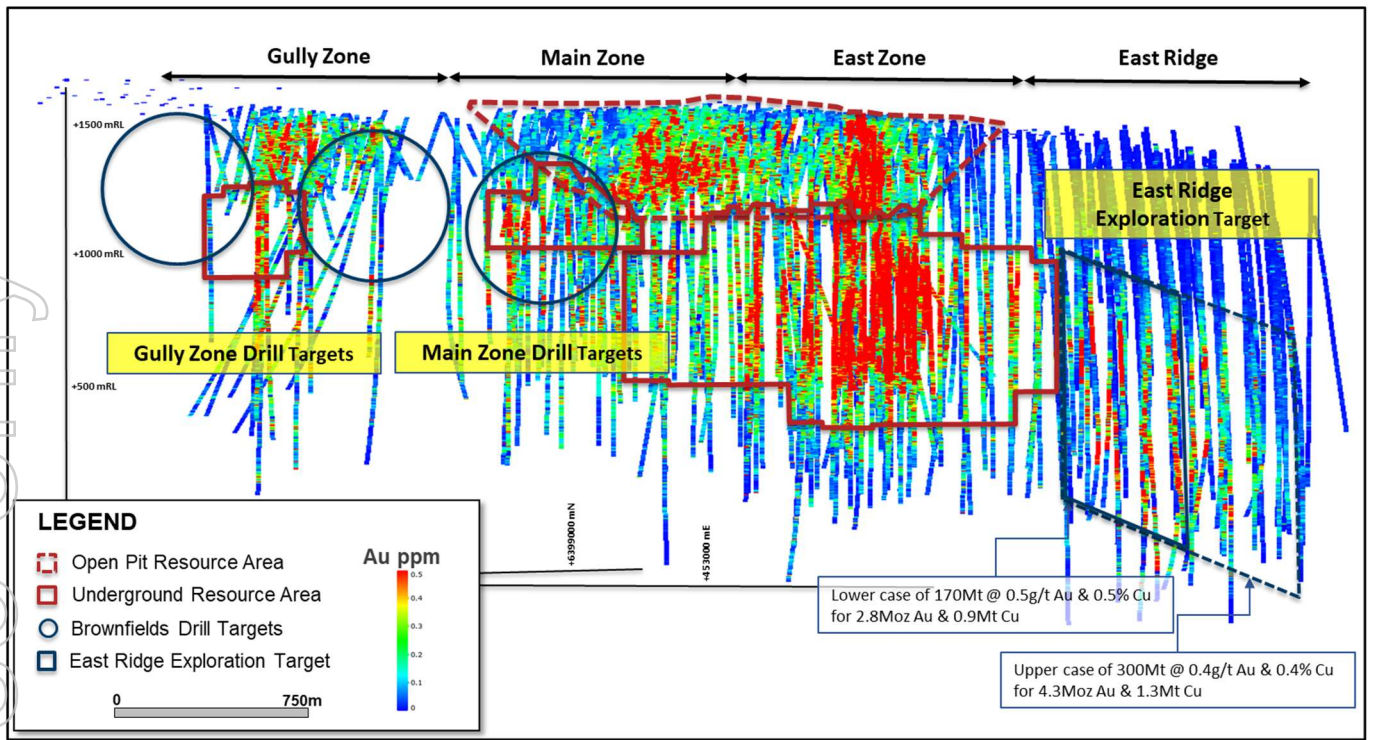 Gully Zone
Main Zone
East Zone
East Ridge
+1500 mRL
East Ridge
Exploration Target
+1000 mRL
Gully Zone Drill Targets
Main Zone Drill Targets
+500 mRL
+6399000 mN
+453000 mE
LEGEND
Open Pit Resource Area
Underground Resource Area
Brownfields Drill Targets
East Ridge Exploration Target
0
750m
Au ppm
0.5
0.4
0.3
0.2
0.1
0
Lower case of 170Mt @ 0.5g/t Au & 0.5% Cu
for 2.8Moz Au & 0.9Mt Cu
Upper case of 300Mt @ 0.4g/t Au & 0.4% Cu
for 4.3Moz Au & 1.3Mt Cu